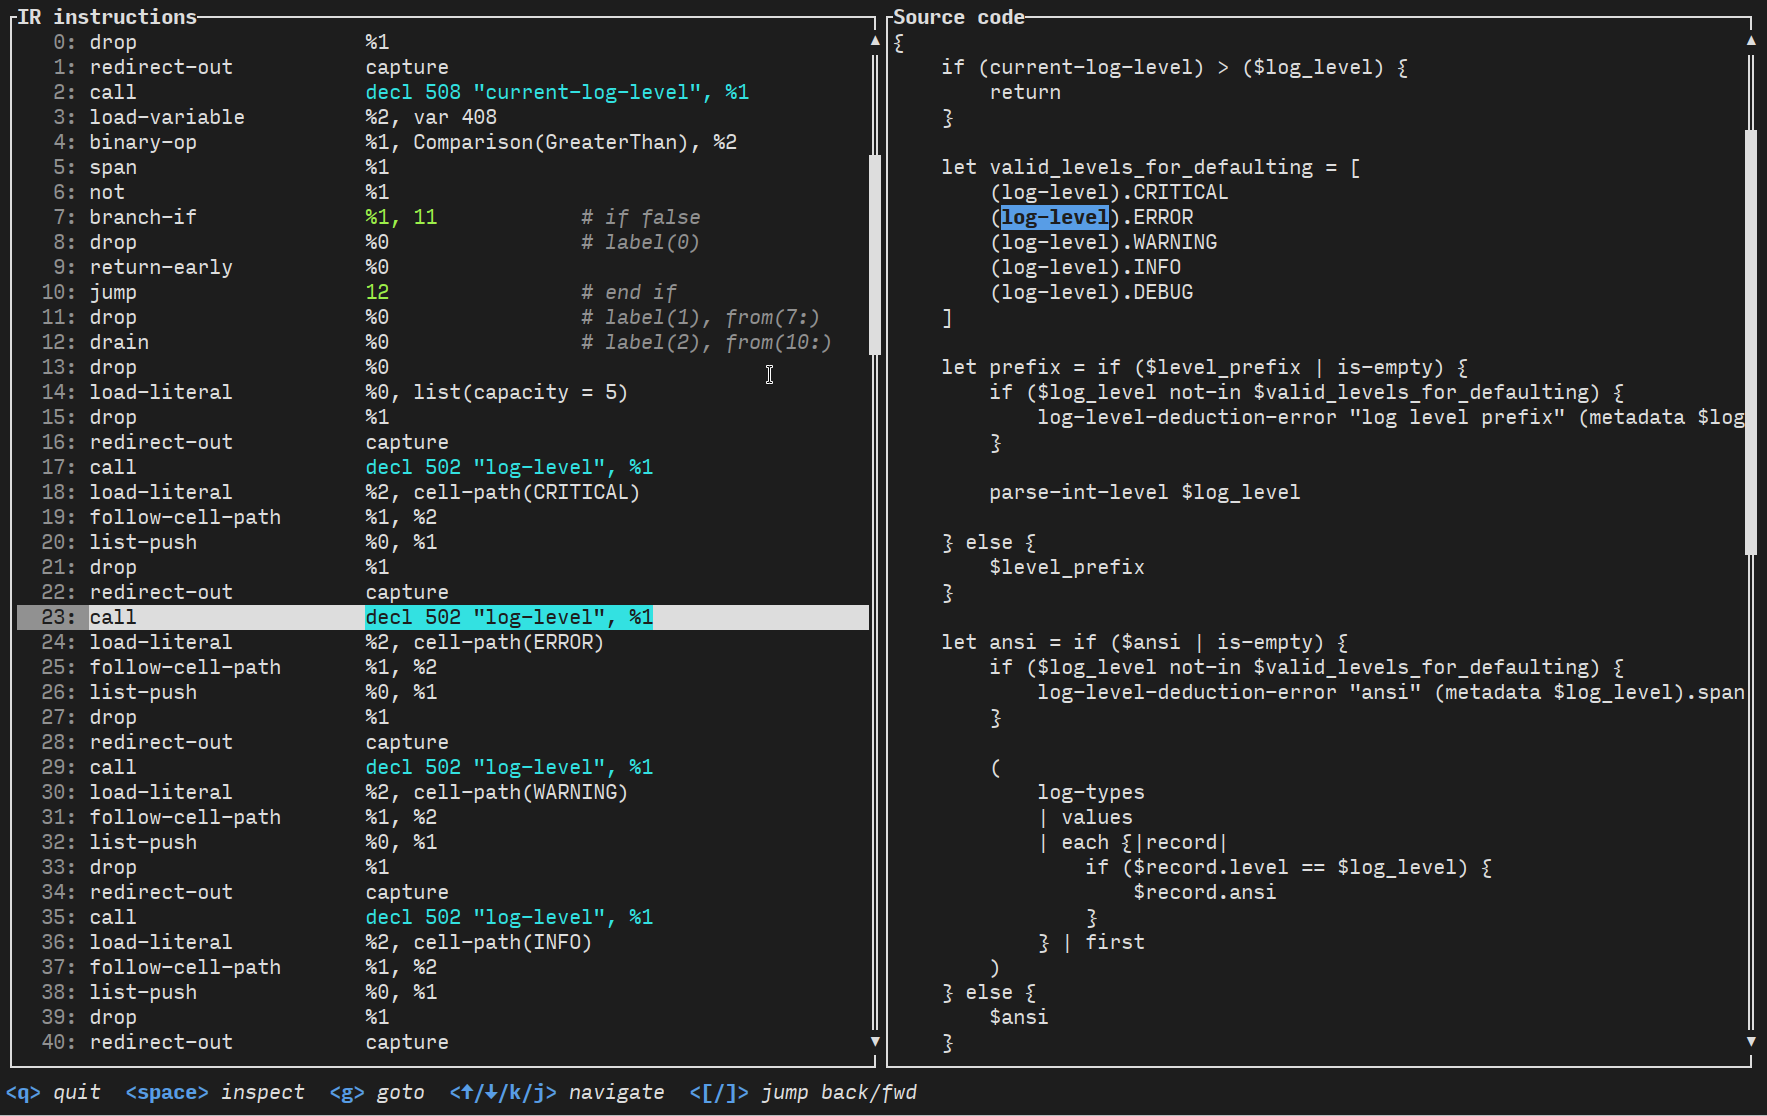 IR instructions
0: drop %1
1: redirect-out capture
2: call decl 508 "current-log-level", %1
3: load-variable %2, var 408
4: binary-op %1, Comparison(GreaterThan), %2
5: span %1
6: not %1
7: branch-if %1, 11 # if false
8: drop %0 # label(0)
9: return-early %0
10: jump 12 # end if
11: drop %0 # label(1), from(7:)
12: drain %0 # label(2), from(10:)
13: drop %0
14: load-literal %0, list(capacity = 5)
15: drop %1
16: redirect-out capture
17: call decl 502 "log-level", %1
18: load-literal %2, cell-path(CRITICAL)
19: follow-cell-path %1, %2
20: list-push %0, %1
21: drop %1
22: redirect-out capture
23: call decl 502 "log-level", %1
24: load-literal %2, cell-path(ERROR)
25: follow-cell-path %1, %2
26: list-push %0, %1
27: drop %1
28: redirect-out capture
29: call decl 502 "log-level", %1
30: load-literal %2, cell-path(WARNING)
31: follow-cell-path %1, %2
32: list-push %0, %1
33: drop %1
34: redirect-out capture
35: call decl 502 "log-level", %1
36: load-literal %2, cell-path(INFO)
37: follow-cell-path %1, %2
38: list-push %0, %1
39: drop %1
40: redirect-out capture
Source code
{
    if (current-log-level) > ($log_level) {
        return
    }

    let valid_levels_for_defaulting = [
        (log-level).CRITICAL
        (log-level).ERROR
        (log-level).WARNING
        (log-level).INFO
        (log-level).DEBUG
    ]

    let prefix = if ($level_prefix | is-empty) {
        if ($log_level not-in $valid_levels_for_defaulting) {
            log-level-deduction-error "log level prefix" (metadata $log
        }

        parse-int-level $log_level

    } else {
        $level_prefix
    }

    let ansi = if ($ansi | is-empty) {
        if ($log_level not-in $valid_levels_for_defaulting) {
            log-level-deduction-error "ansi" (metadata $log_level).span
        }

        (
            log-types
            | values
            | each {|record|
                if ($record.level == $log_level) {
                    $record.ansi
                }
            } | first
        )
    } else {
        $ansi
    }
<q> quit <space> inspect <g> goto <↑/↓/k/j> navigate <[/]> jump back/fwd